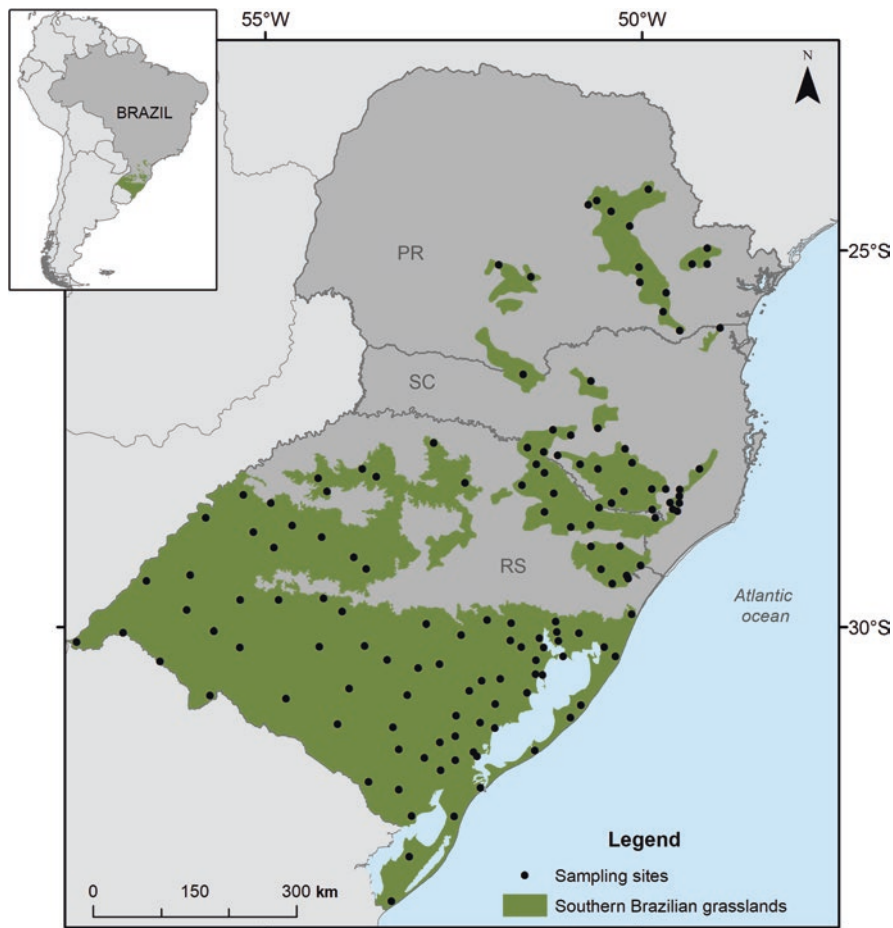 55°W 50°W
N
BRAZIL
25°S
PR
SC
RS
Atlantic
ocean
30°S
Legend
Sampling sites
Southern Brazilian grasslands
0 150 300 km